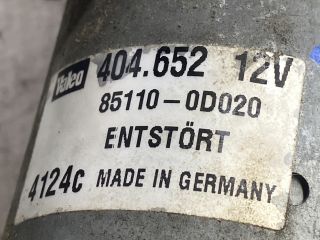 Valeo 404.652 12V
85110-0D020
ENTSTÖRT
4124c MADE IN GERMANY